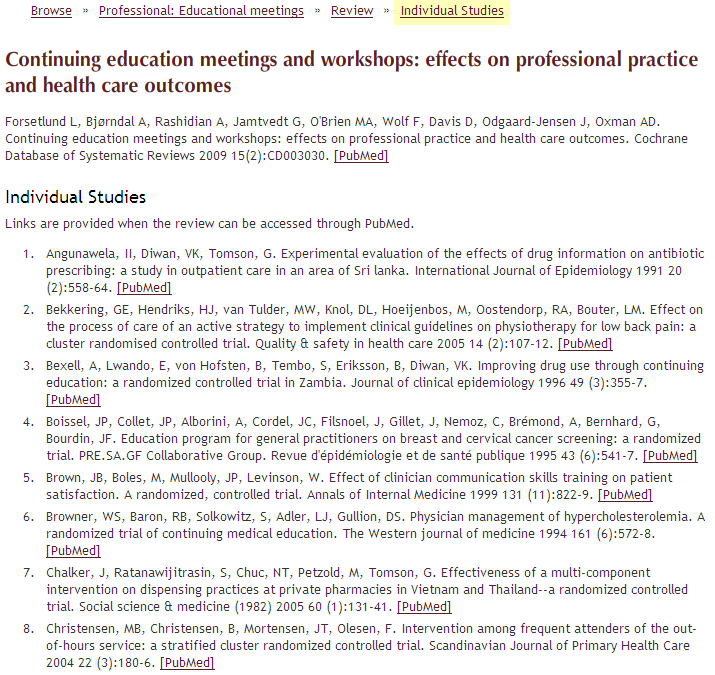 Browse » Professional: Educational meetings » Review » Individual Studies
Continuing education meetings and workshops: effects on professional practice
and health care outcomes
Forsetlund L, Bjørndal A, Rashidian A, Jamtvedt G, O'Brien MA, Wolf F, Davis D, Odgaard-Jensen J, Oxman AD.
Continuing education meetings and workshops: effects on professional practice and health care outcomes. Cochrane
Database of Systematic Reviews 2009 15(2):CD003030. [PubMed]
Individual Studies
Links are provided when the review can be accessed through PubMed.
1. Angunawela, II, Diwan, VK, Tomson, G. Experimental evaluation of the effects of drug information on antibiotic
prescribing: a study in outpatient care in an area of Sri lanka. International Journal of Epidemiology 1991 20
(2):558-64. [PubMed]
2. Bekkering, GE, Hendriks, HJ, van Tulder, MW, Knol, DL, Hoeijenbos, M, Oostendorp, RA, Bouter, LM. Effect on
the process of care of an active strategy to implement clinical guidelines on physiotherapy for low back pain: a
cluster randomised controlled trial. Quality & safety in health care 2005 14 (2):107-12. [PubMed]
3. Bexell, A, Lwando, E, von Hofsten, B, Tembo, S, Eriksson, B, Diwan, VK. Improving drug use through continuing
education: a randomized controlled trial in Zambia. Journal of clinical epidemiology 1996 49 (3):355-7.
[PubMed]
4. Boissel, JP, Collet, JP, Alborini, A, Cordel, JC, Filsnoel, J, Gillet, J, Nemoz, C, Brémond, A, Bernhard, G,
Bourdin, JF. Education program for general practitioners on breast and cervical cancer screening: a randomized
trial. PRE.SA.GF Collaborative Group. Revue d'épidémiologie et de santé publique 1995 43 (6):541-7. [PubMed]
5. Brown, JB, Boles, M, Mullooly, JP, Levinson, W. Effect of clinician communication skills training on patient
satisfaction. A randomized, controlled trial. Annals of Internal Medicine 1999 131 (11):822-9. [PubMed]
6. Browner, WS, Baron, RB, Solkowitz, S, Adler, LJ, Gullion, DS. Physician management of hypercholesterolemia. A
randomized trial of continuing medical education. The Western journal of medicine 1994 161 (6):572-8.
[PubMed]
7. Chalker, J, Ratanawijitrasin, S, Chuc, NT, Petzold, M, Tomson, G. Effectiveness of a multi-component
intervention on dispensing practices at private pharmacies in Vietnam and Thailand--a randomized controlled
trial. Social science & medicine (1982) 2005 60 (1):131-41. [PubMed]
8. Christensen, MB, Christensen, B, Mortensen, JT, Olesen, F. Intervention among frequent attenders of the out-
of-hours service: a stratified cluster randomized controlled trial. Scandinavian Journal of Primary Health Care
2004 22 (3):180-6. [PubMed]